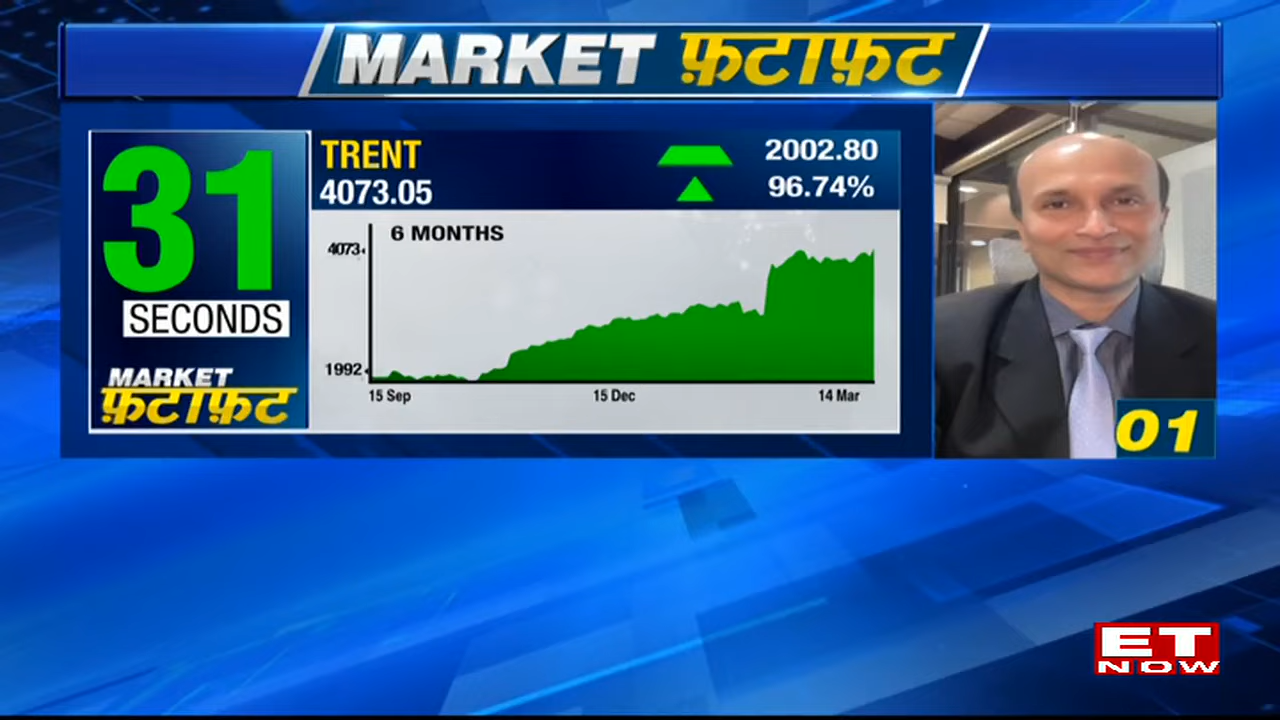 MARKET फ़टाफ़ट
31
SECONDS
MARKET
फ़टाफ़ट
TRENT
4073.05
2002.80
96.74%
6 MONTHS
4073
1992
15 Sep
15 Dec
14 Mar
01
ET
NOW